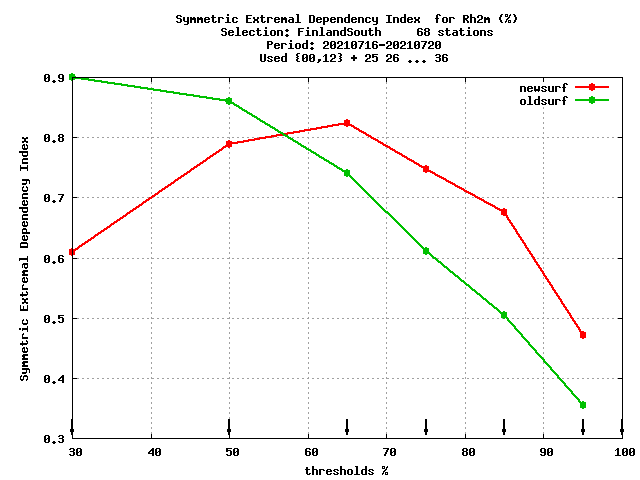 Symmetric Extremal Dependency Index  for Rh2m (%)
Selection: FinlandSouth     68 stations
Period: 20210716-20210720
Used {00,12} + 25 26 ... 36
newsurf
oldsurf
0.9
0.8
0.7
0.6
0.5
0.4
0.3
Symmetric Extremal Dependency Index
30 40 50 60 70 80 90 100
thresholds %